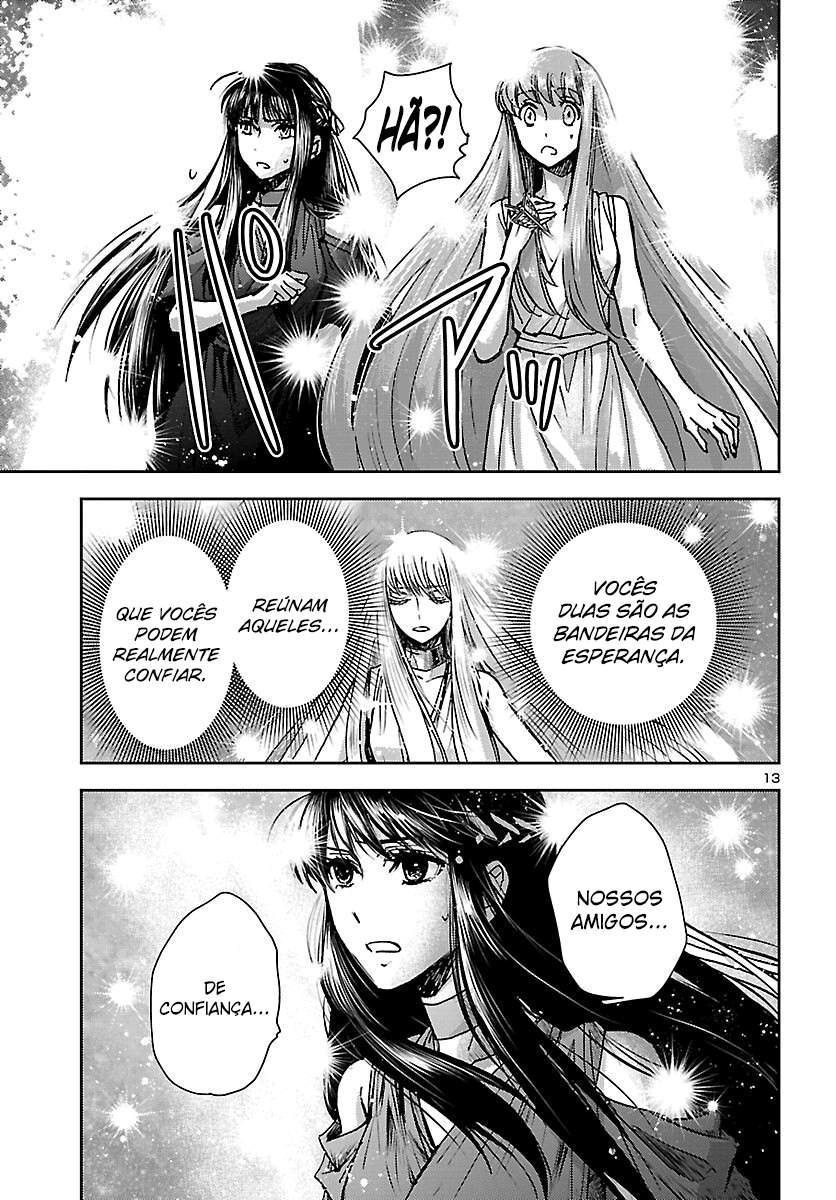 HÃ?!
パァッ
VOCÊS
DUAS SÃO AS
BANDEIRAS DA
ESPERANÇA.
REÚNAM
AQUELES...
QUE VOCÊS
PODEM
REALMENTE
CONFIAR.
13
NOSSOS
AMIGOS...
DE
CONFIANÇA...